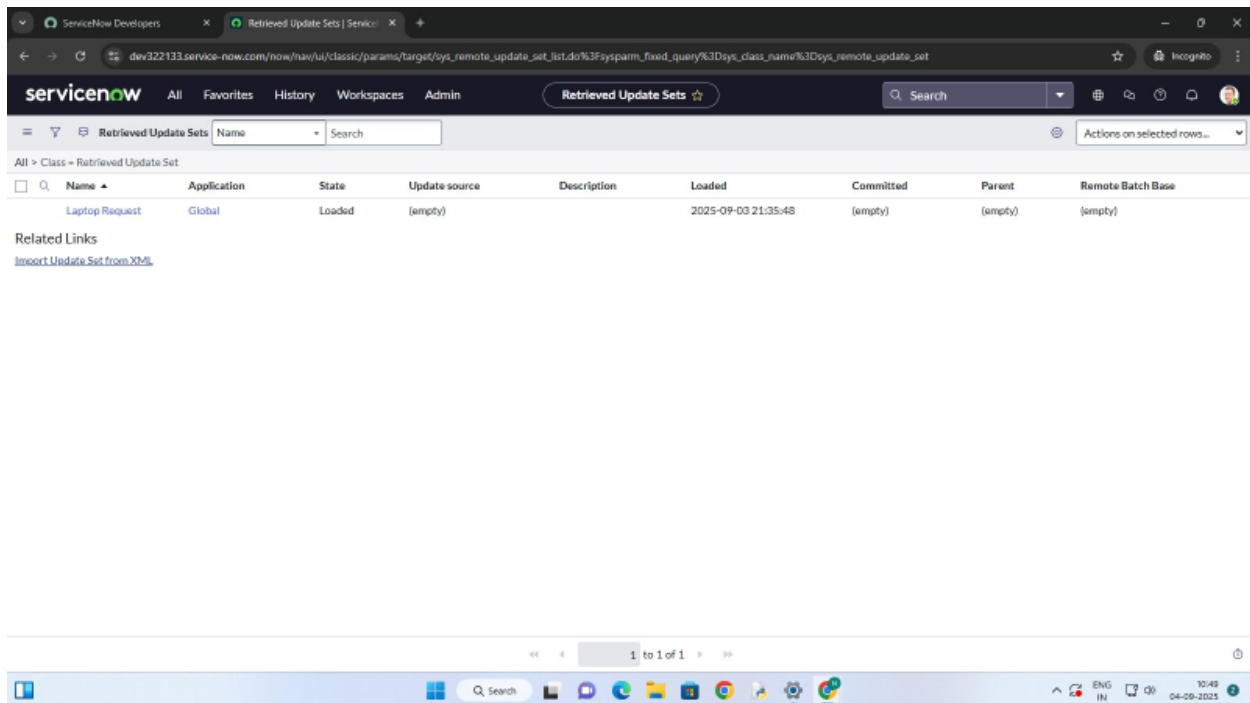 ServiceNow Developers
Retrieved Update Sets | Service
dev322133.service-now.com/now/nav/ui/classic/params/target/sys_remote_update_set_list.do%3Fsysparm_fixed_query%3Dsys_class_name%3Dsys_remote_update_set
Incognito
servicenow All Favorites History Workspaces Admin Retrieved Update Sets Search
Retrieved Update Sets Name Search Actions on selected rows...
All > Class = Retrieved Update Set
Name Application State Update source Description Loaded Committed Parent Remote Batch Base
Laptop Request Global Loaded (empty) 2025-09-03 21:35:48 (empty) (empty) (empty)
Related Links
Import Update Set from XML
1 to 1 of 1
Search
ENG 10:49
IN 04-09-2025 2